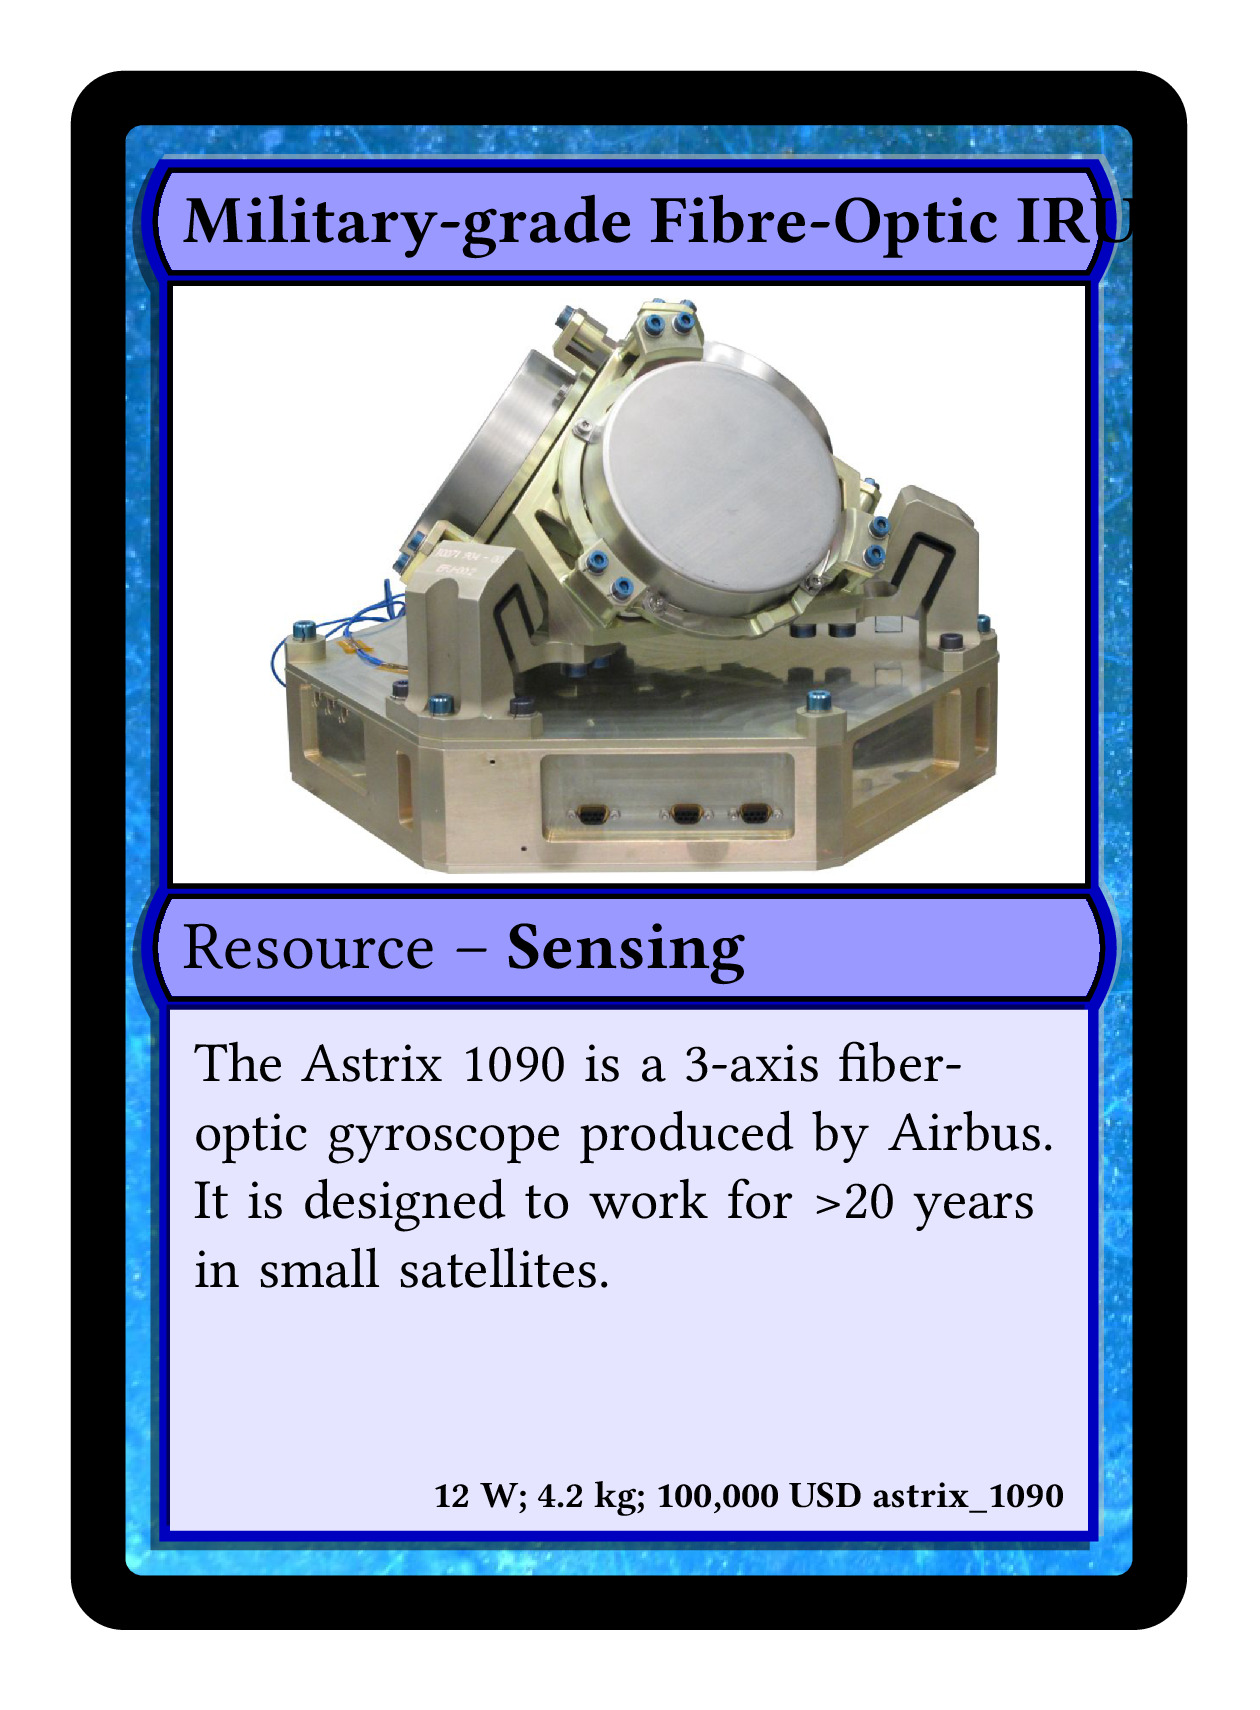 Military-grade Fibre-Optic IRU
Resource – Sensing
The Astrix 1090 is a 3-axis fiber-
optic gyroscope produced by Airbus.
It is designed to work for >20 years
in small satellites.
12 W; 4.2 kg; 100,000 USD astrix_1090